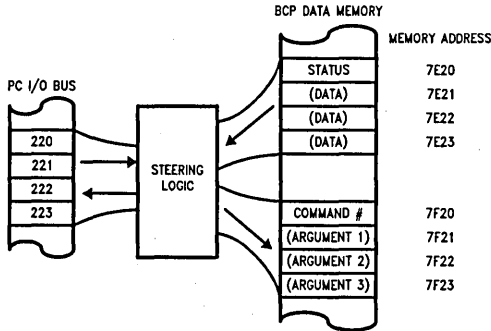 BCP DATA MEMORY
MEMORY ADDRESS
STATUS 7E20
(DATA) 7E21
(DATA) 7E22
(DATA) 7E23
PC I/O BUS
220
221
222
223
STEERING
LOGIC
COMMAND # 7F20
(ARGUMENT 1) 7F21
(ARGUMENT 2) 7F22
(ARGUMENT 3) 7F23